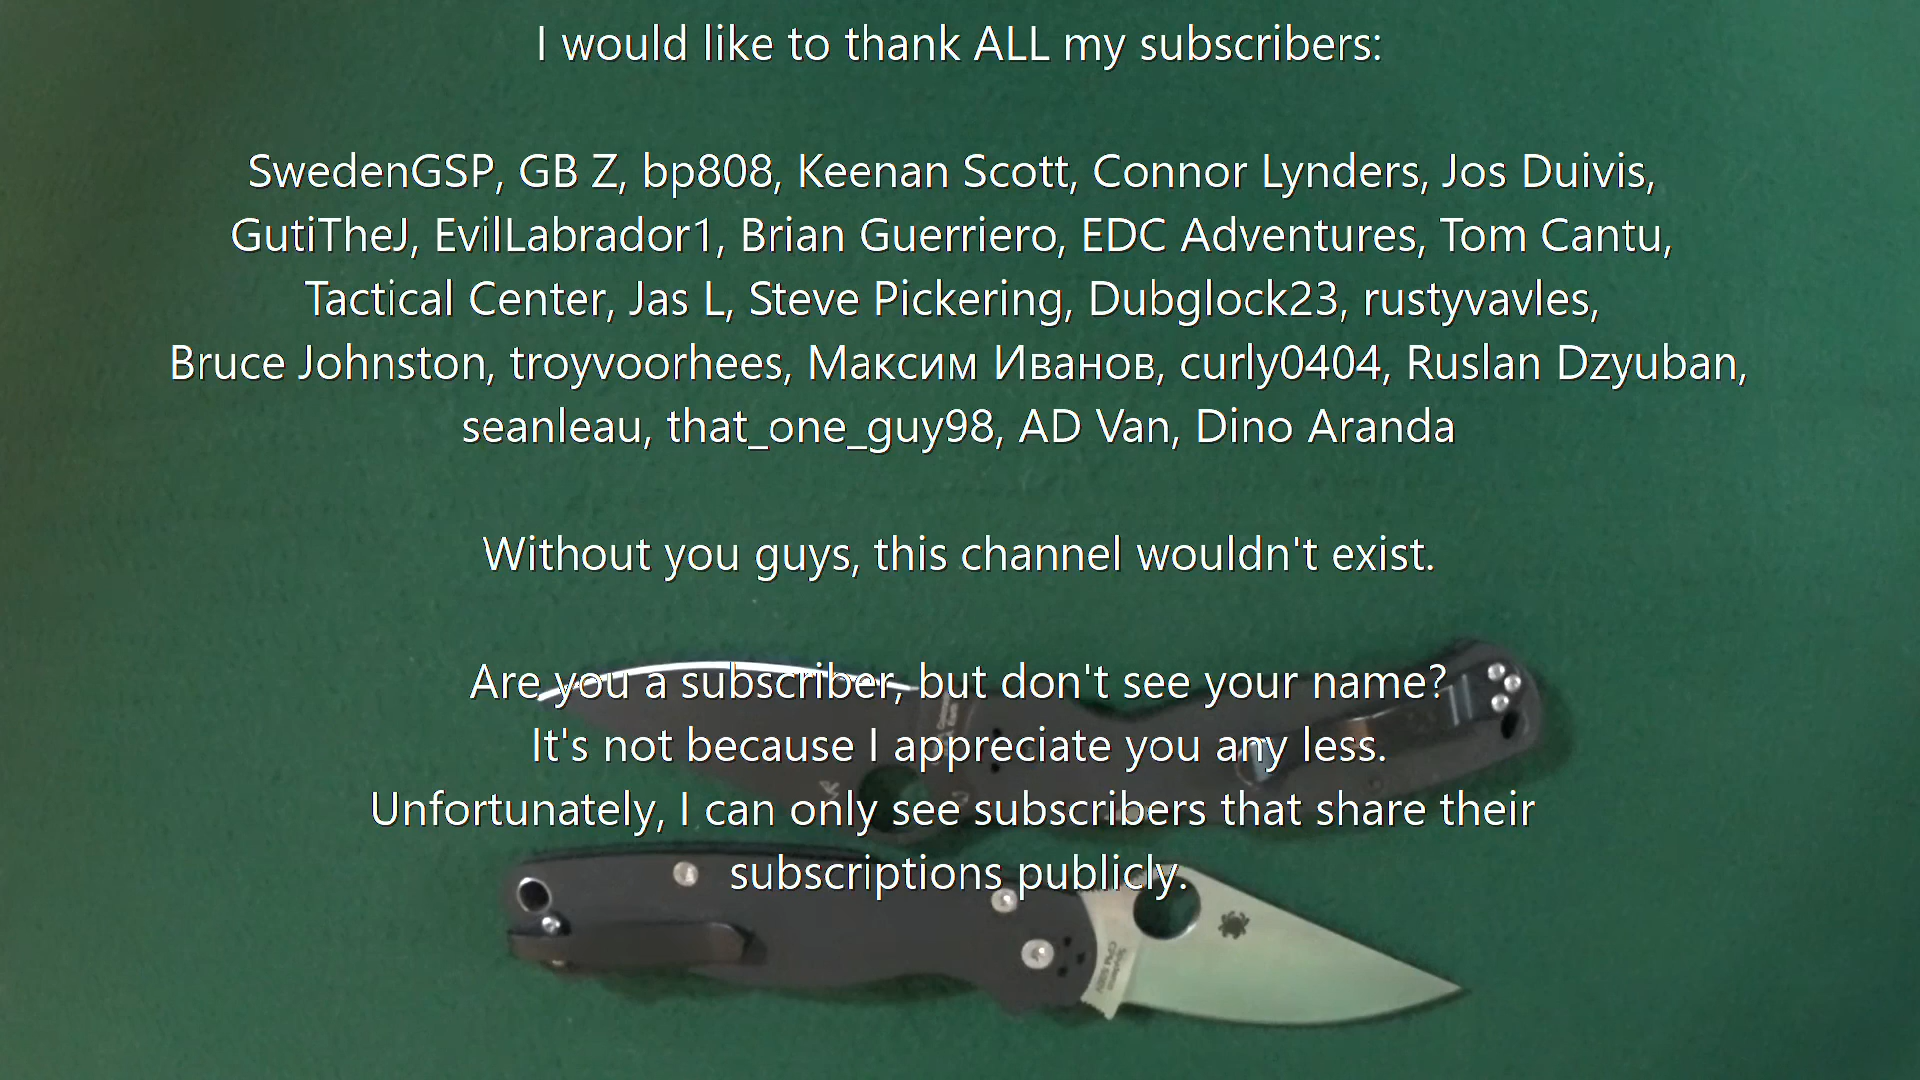 I would like to thank ALL my subscribers:
SwedenGSP, GB Z, bp808, Keenan Scott, Connor Lynders, Jos Duivis,
GutiTheJ, EvilLabrador1, Brian Guerriero, EDC Adventures, Tom Cantu,
Tactical Center, Jas L, Steve Pickering, Dubglock23, rustyvavles,
Bruce Johnston, troyvoorhees, Максим Иванов, curly0404, Ruslan Dzyuban,
seanleau, that_one_guy98, AD Van, Dino Aranda
Without you guys, this channel wouldn't exist.
Are you a subscriber, but don't see your name?
It's not because I appreciate you any less.
Unfortunately, I can only see subscribers that share their
subscriptions publicly.